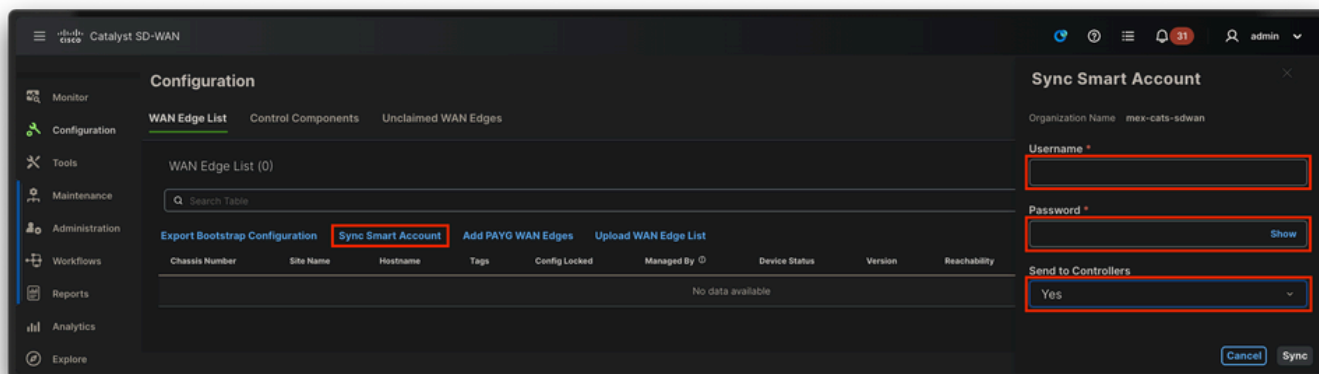 CISCO Catalyst SD-WAN
31
admin
Monitor
Configuration
Tools
Maintenance
Administration
Workflows
Reports
Analytics
Explore
Configuration
WAN Edge List Control Components Unclaimed WAN Edges
WAN Edge List (0)
Search Table
Export Bootstrap Configuration Sync Smart Account Add PAYG WAN Edges Upload WAN Edge List
Chassis Number Site Name Hostname Tags Config Locked Managed By Device Status Version Reachability
No data available
Sync Smart Account
Organization Name mex-cats-sdwan
Username *
Password *
Show
Send to Controllers
Yes
Cancel Sync